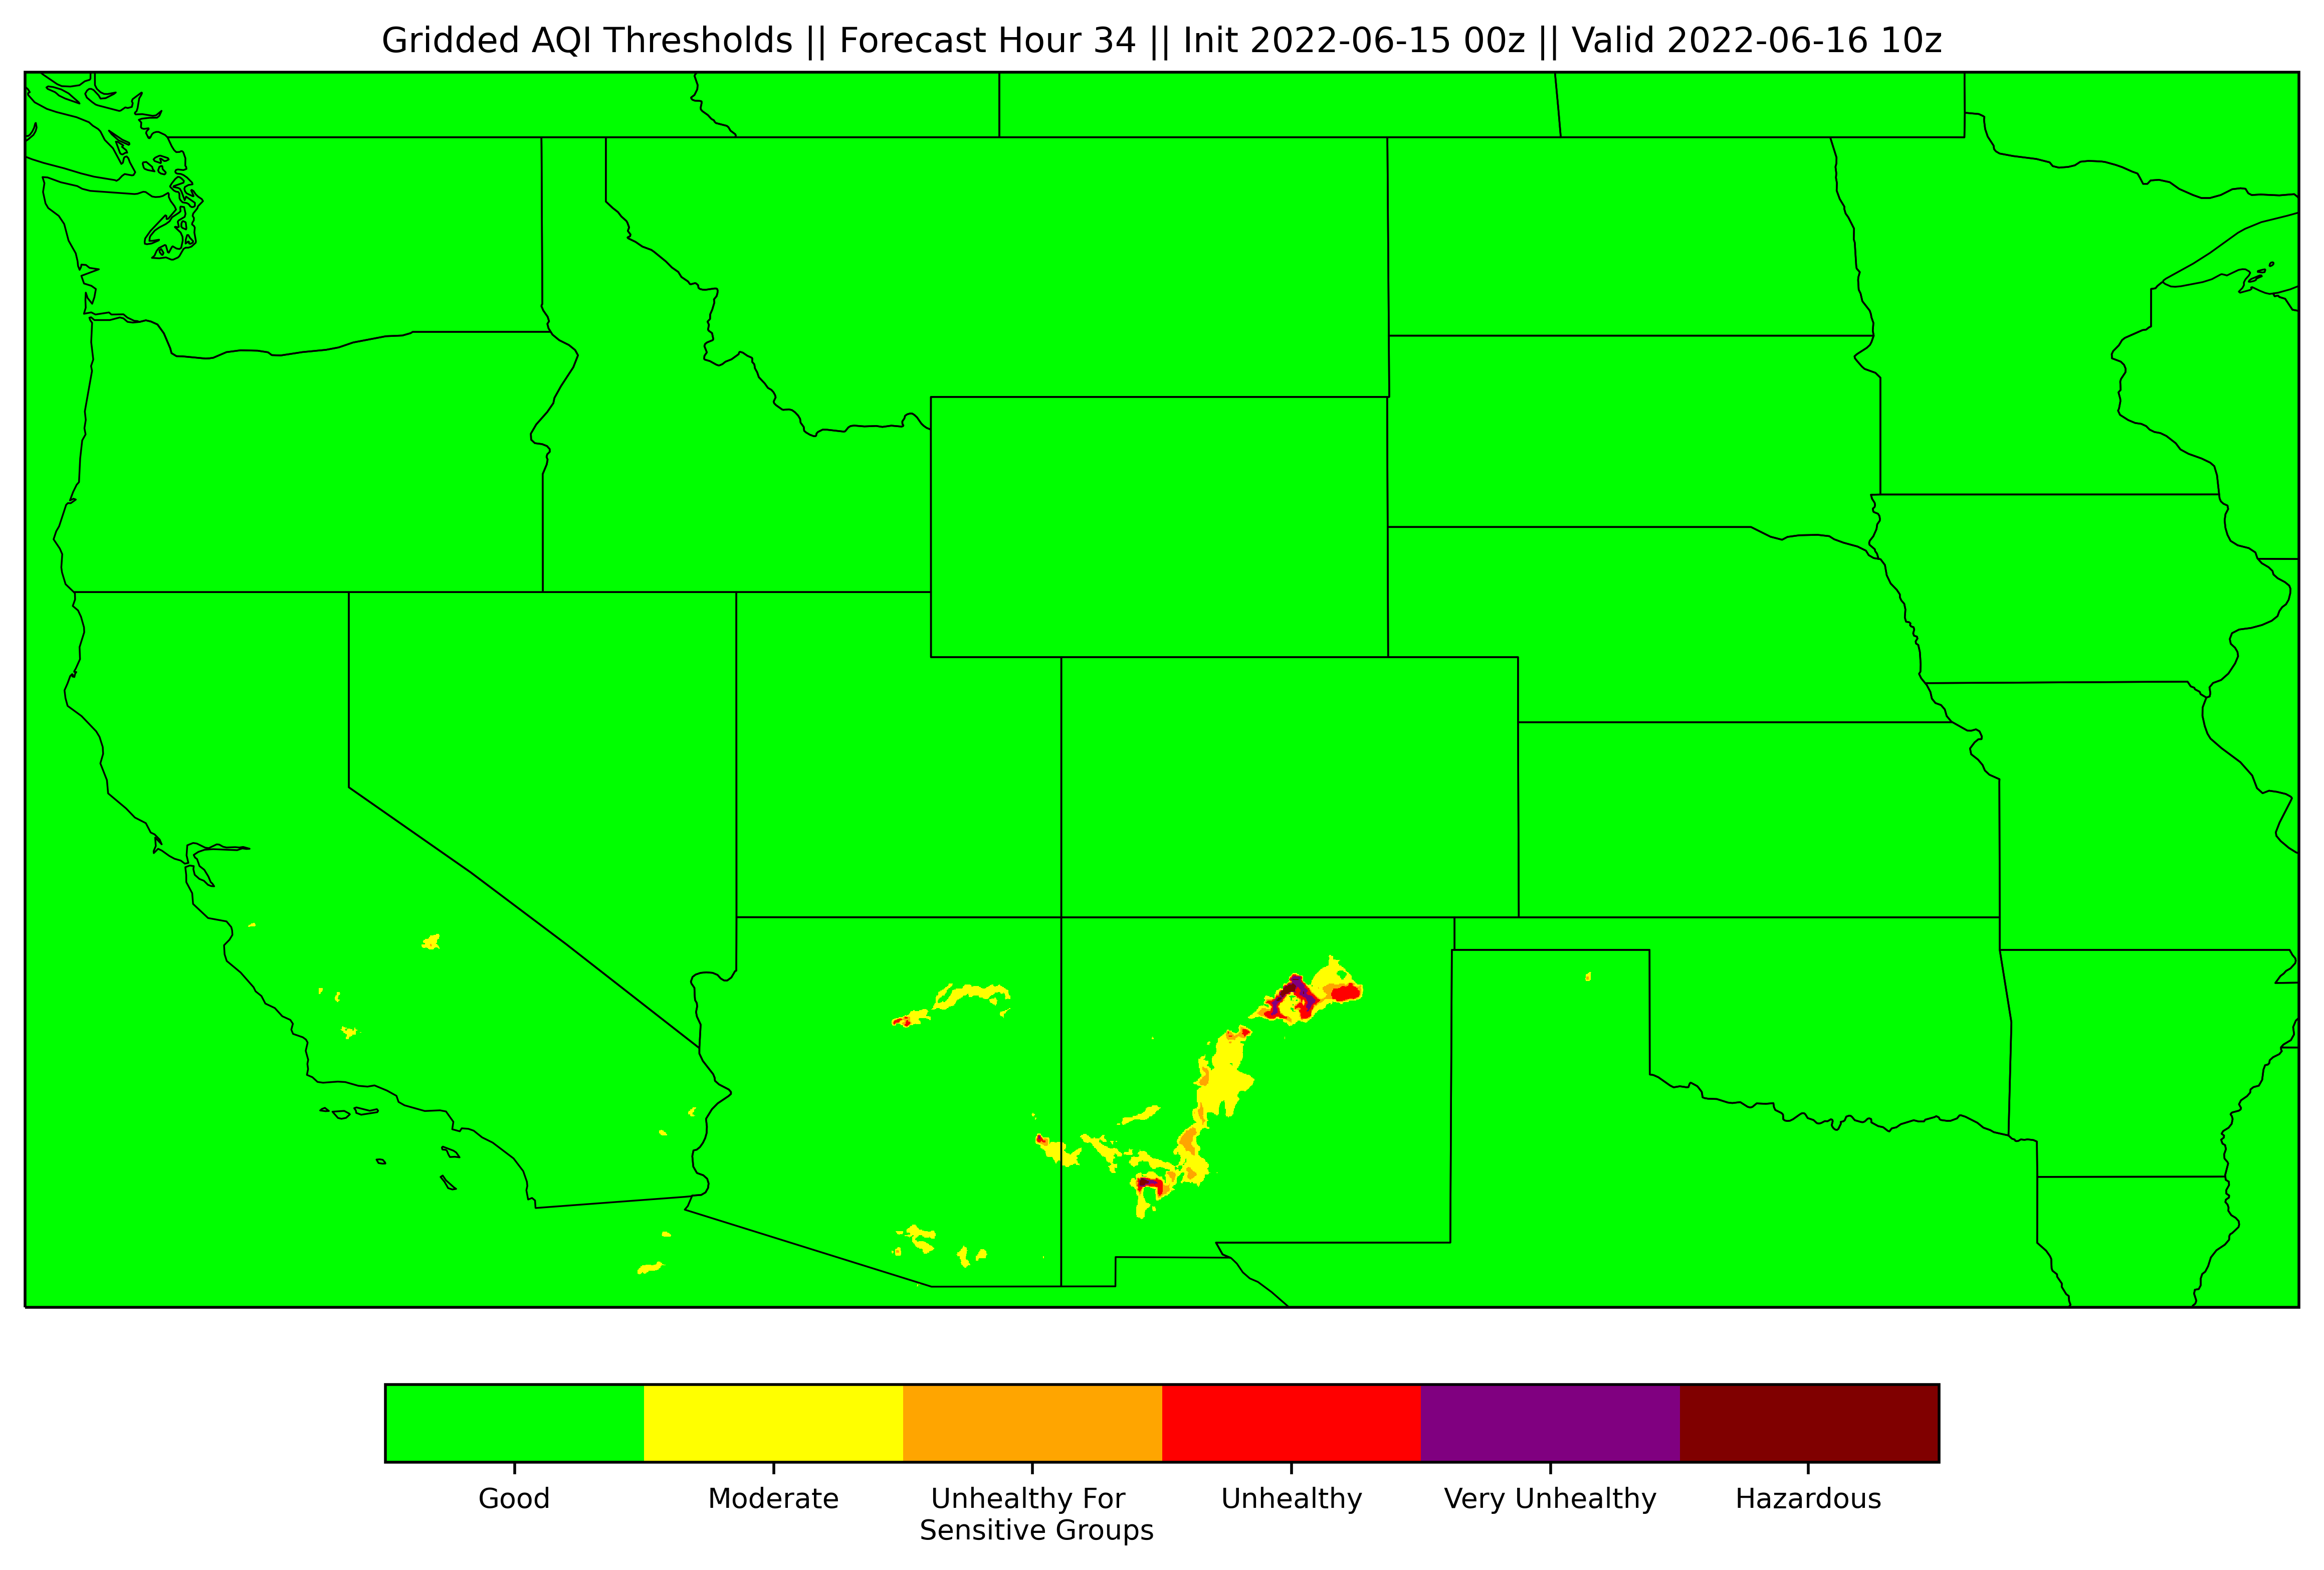 Gridded AQI Thresholds || Forecast Hour 34 || Init 2022-06-15 00z || Valid 2022-06-16 10z
Good
Moderate
Unhealthy For
Sensitive Groups
Unhealthy
Very Unhealthy
Hazardous